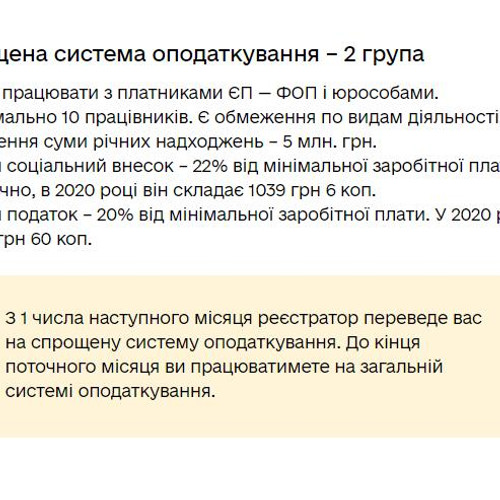 щена система оподаткування – 2 група
працювати з платниками ЄП — ФОП і юрособами.
мально 10 працівників. Є обмеження по видам діяльності
ення суми річних надходжень – 5 млн. грн.
соціальний внесок – 22% від мінімальної заробітної пла
чно, в 2020 році він складає 1039 грн 6 коп.
податок – 20% від мінімальної заробітної плати. У 2020 р
грн 60 коп.
З 1 числа наступного місяця реєстратор переведе вас
на спрощену систему оподаткування. До кінця
поточного місяця ви працюватимете на загальній
системі оподаткування.